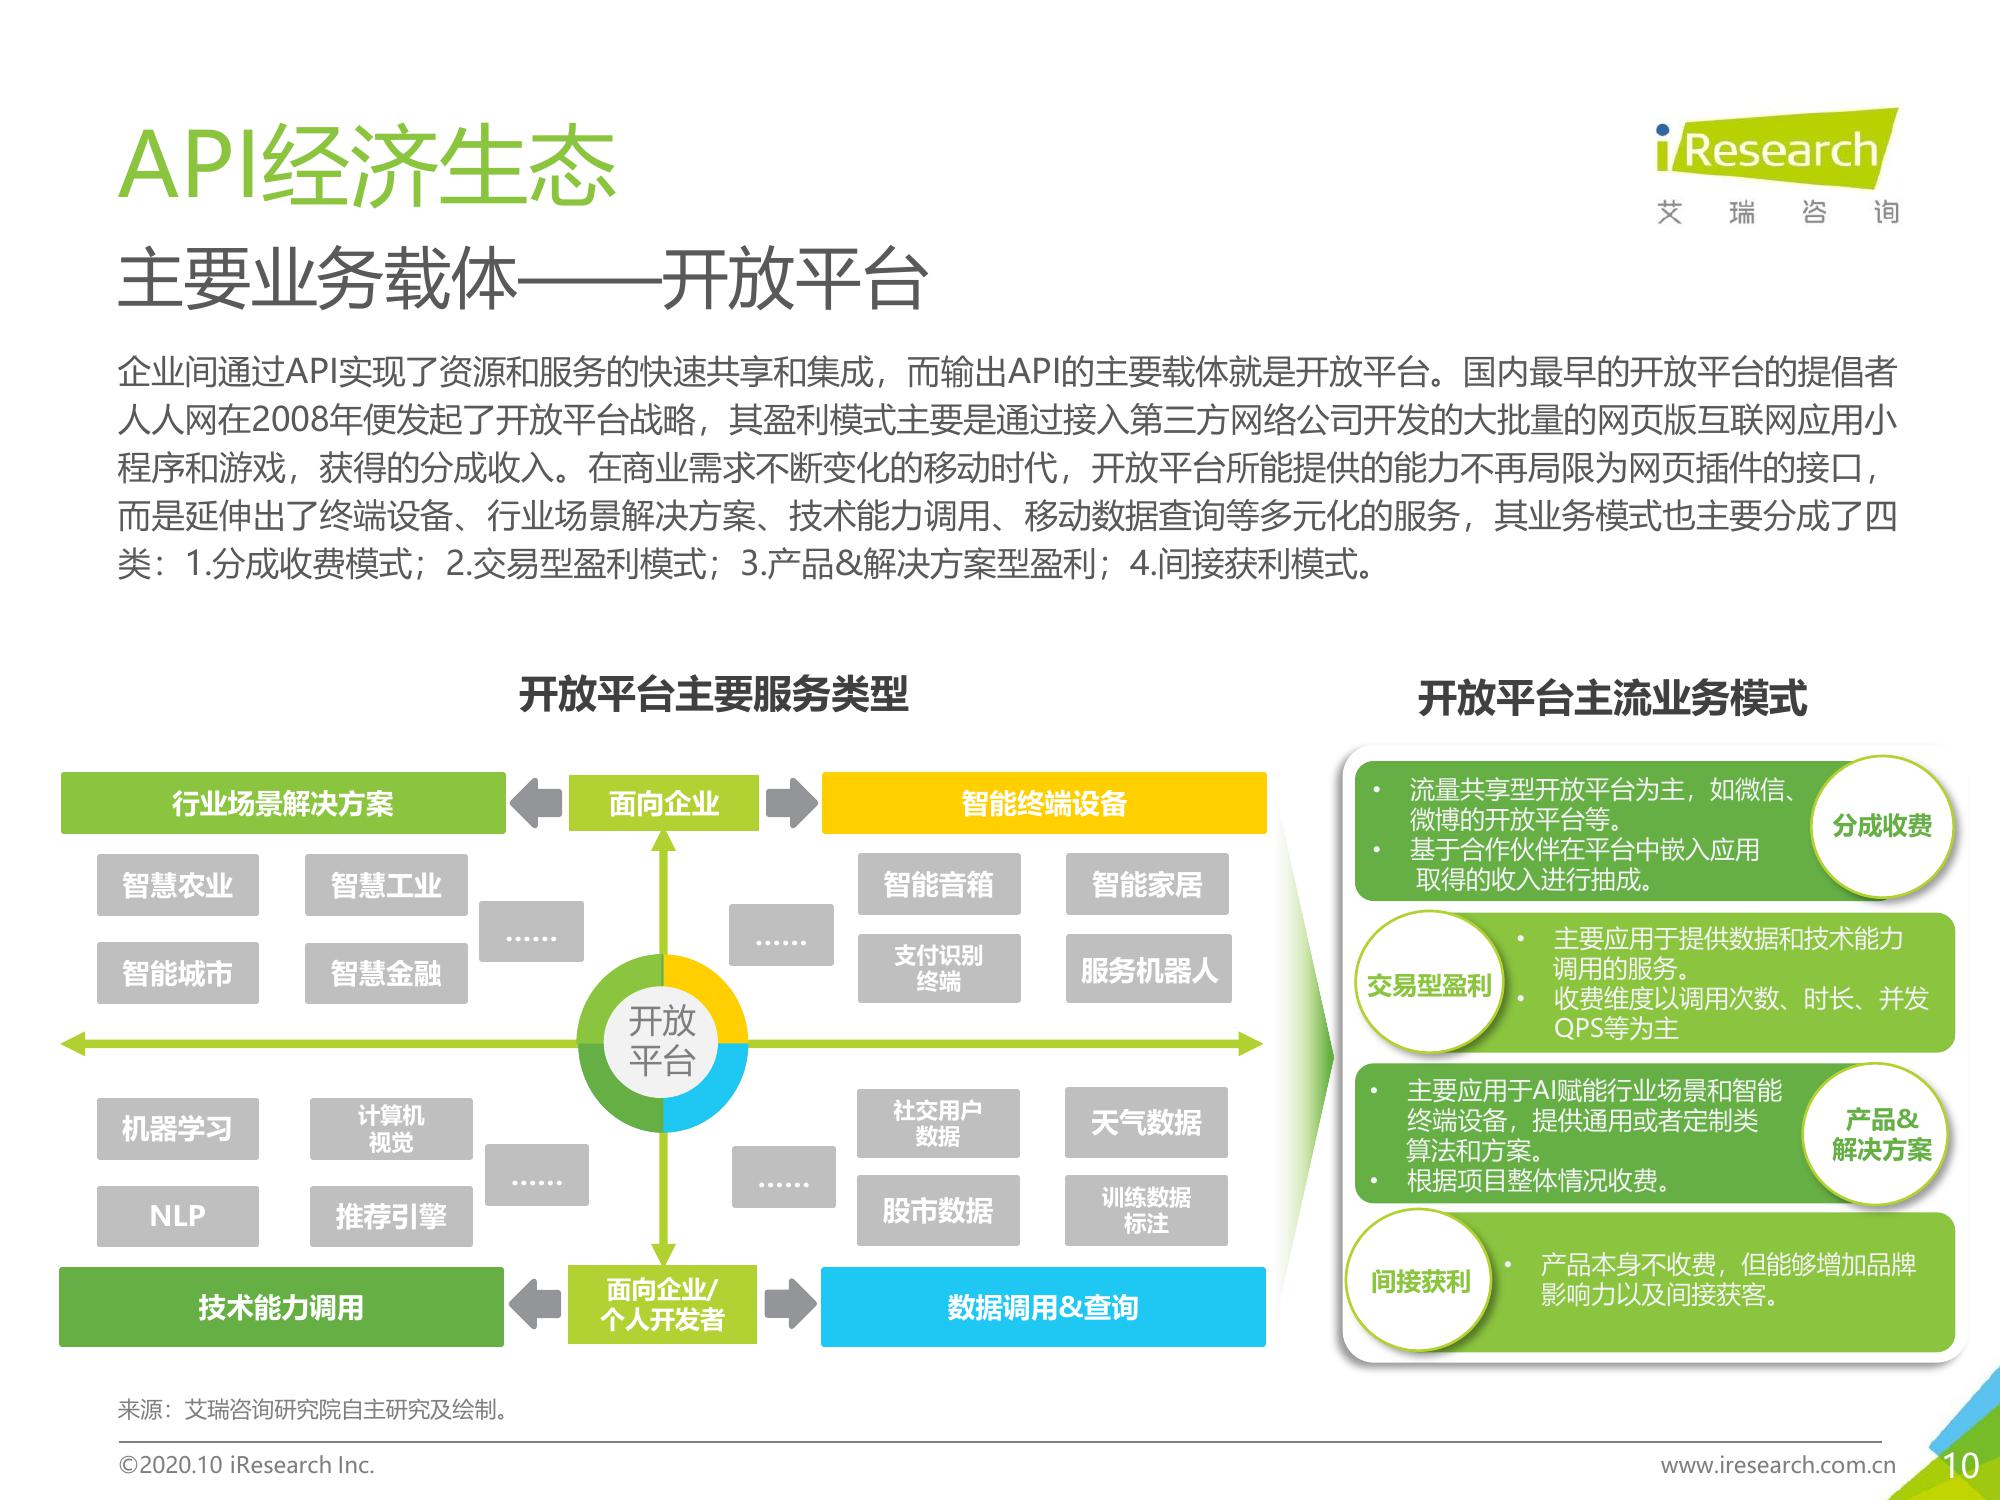 API经济生态
iResearch
艾瑞咨询
主要业务载体——开放平台
企业间通过API实现了资源和服务的快速共享和集成，而输出API的主要载体就是开放平台。国内最早的开放平台的提倡者
人人网在2008年便发起了开放平台战略，其盈利模式主要是通过接入第三方网络公司开发的大批量的网页版互联网应用小
程序和游戏，获得的分成收入。在商业需求不断变化的移动时代，开放平台所能提供的能力不再局限为网页插件的接口，
而是延伸出了终端设备、行业场景解决方案、技术能力调用、移动数据查询等多元化的服务，其业务模式也主要分成了四
类：1.分成收费模式；2.交易型盈利模式；3.产品&解决方案型盈利；4.间接获利模式。
开放平台主要服务类型
行业场景解决方案
面向企业
智能终端设备
智慧农业
智慧工业
……
智能城市
智慧金融
……
智能音箱
智能家居
支付识别
终端
服务机器人
开放
平台
机器学习
计算机
视觉
……
NLP
推荐引擎
……
社交用户
数据
天气数据
股市数据
训练数据
标注
技术能力调用
面向企业/
个人开发者
数据调用&查询
开放平台主流业务模式
• 流量共享型开放平台为主，如微信、
微博的开放平台等。
• 基于合作伙伴在平台中嵌入应用
取得的收入进行抽成。
分成收费
交易型盈利
• 主要应用于提供数据和技术能力
调用的服务。
• 收费维度以调用次数、时长、并发
QPS等为主
• 主要应用于AI赋能行业场景和智能
终端设备，提供通用或者定制类
算法和方案。
• 根据项目整体情况收费。
产品&
解决方案
间接获利
• 产品本身不收费，但能够增加品牌
影响力以及间接获客。
来源：艾瑞咨询研究院自主研究及绘制。
©2020.10 iResearch Inc.
www.iresearch.com.cn
10